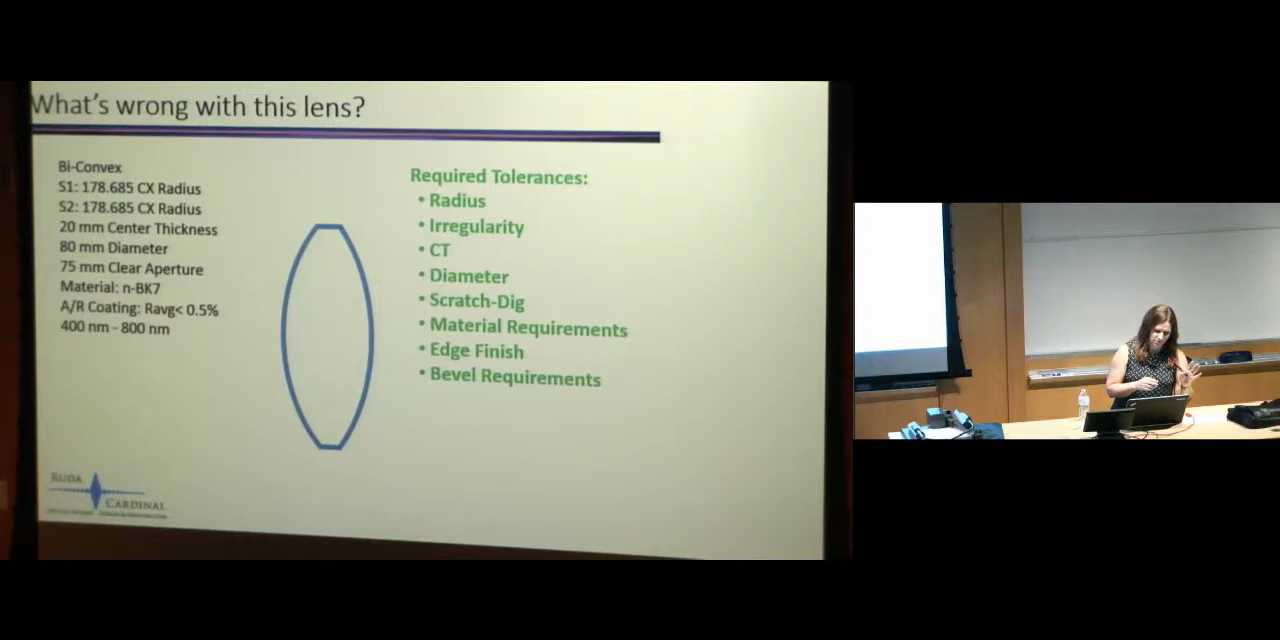 What's wrong with this lens?
Bi-Convex
S1: 178.685 CX Radius
S2: 178.685 CX Radius
20 mm Center Thickness
80 mm Diameter
75 mm Clear Aperture
Material: n-BK7
A/R Coating: Ravg< 0.5%
400 nm - 800 nm
Required Tolerances:
• Radius
• Irregularity
• CT
• Diameter
• Scratch-Dig
• Material Requirements
• Edge Finish
• Bevel Requirements
RUDA
CARDINAL